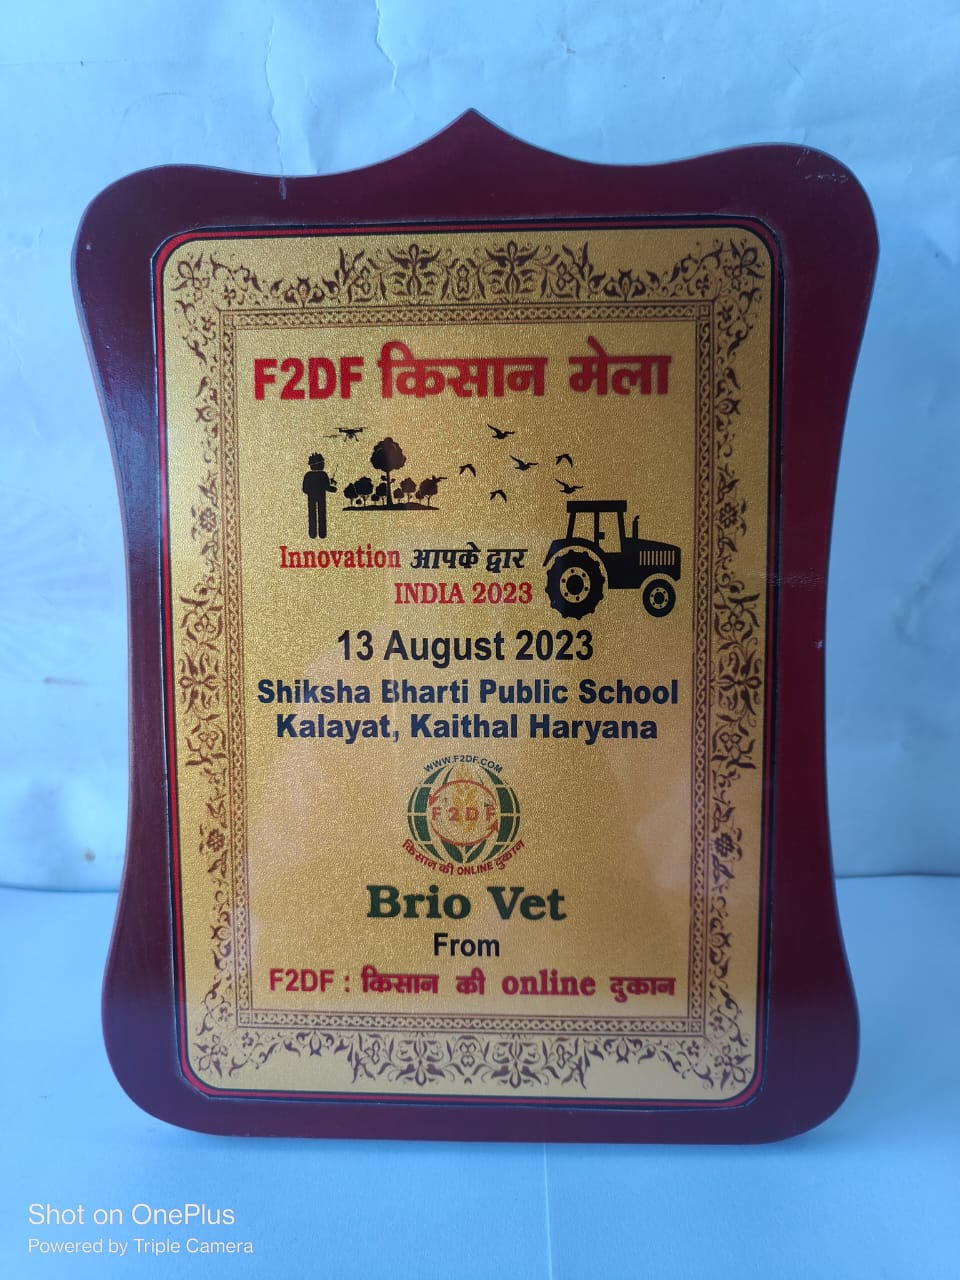 F2DF किसान मेला
Innovation आपके द्वार
INDIA 2023
13 August 2023
Shiksha Bharti Public School
Kalayat, Kaithal Haryana
WWW.F2DF.COM
F2DF
किसान की ONLINE दुकान
Brio Vet
From
F2DF : किसान की online दुकान
Shot on OnePlus
Powered by Triple Camera